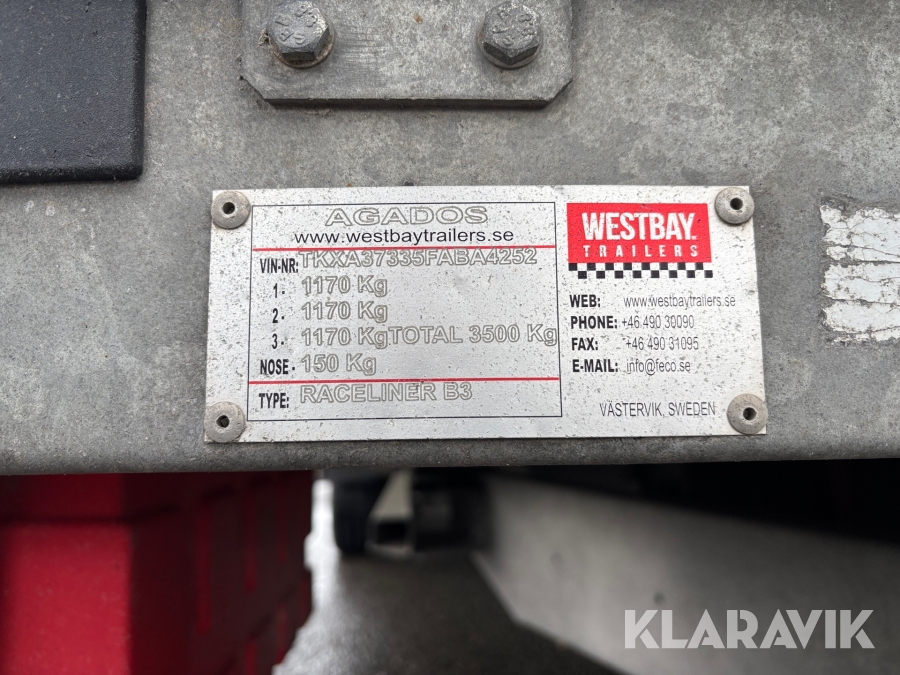 AGADOS
www.westbaytrailers.se
VIN-NR: TKXA37335FABA4252
1- 1170 Kg
2- 1170 Kg
3- 1170 Kg TOTAL 3500 Kg
NOSE- 150 Kg
TYPE: RACELINER B3
WESTBAY
TRAILERS
WEB: www.westbaytrailers.se
PHONE: +46 490 30090
FAX: +46 490 31095
E-MAIL: info@feco.se
VÄSTERVIK, SWEDEN
KLARAVIK